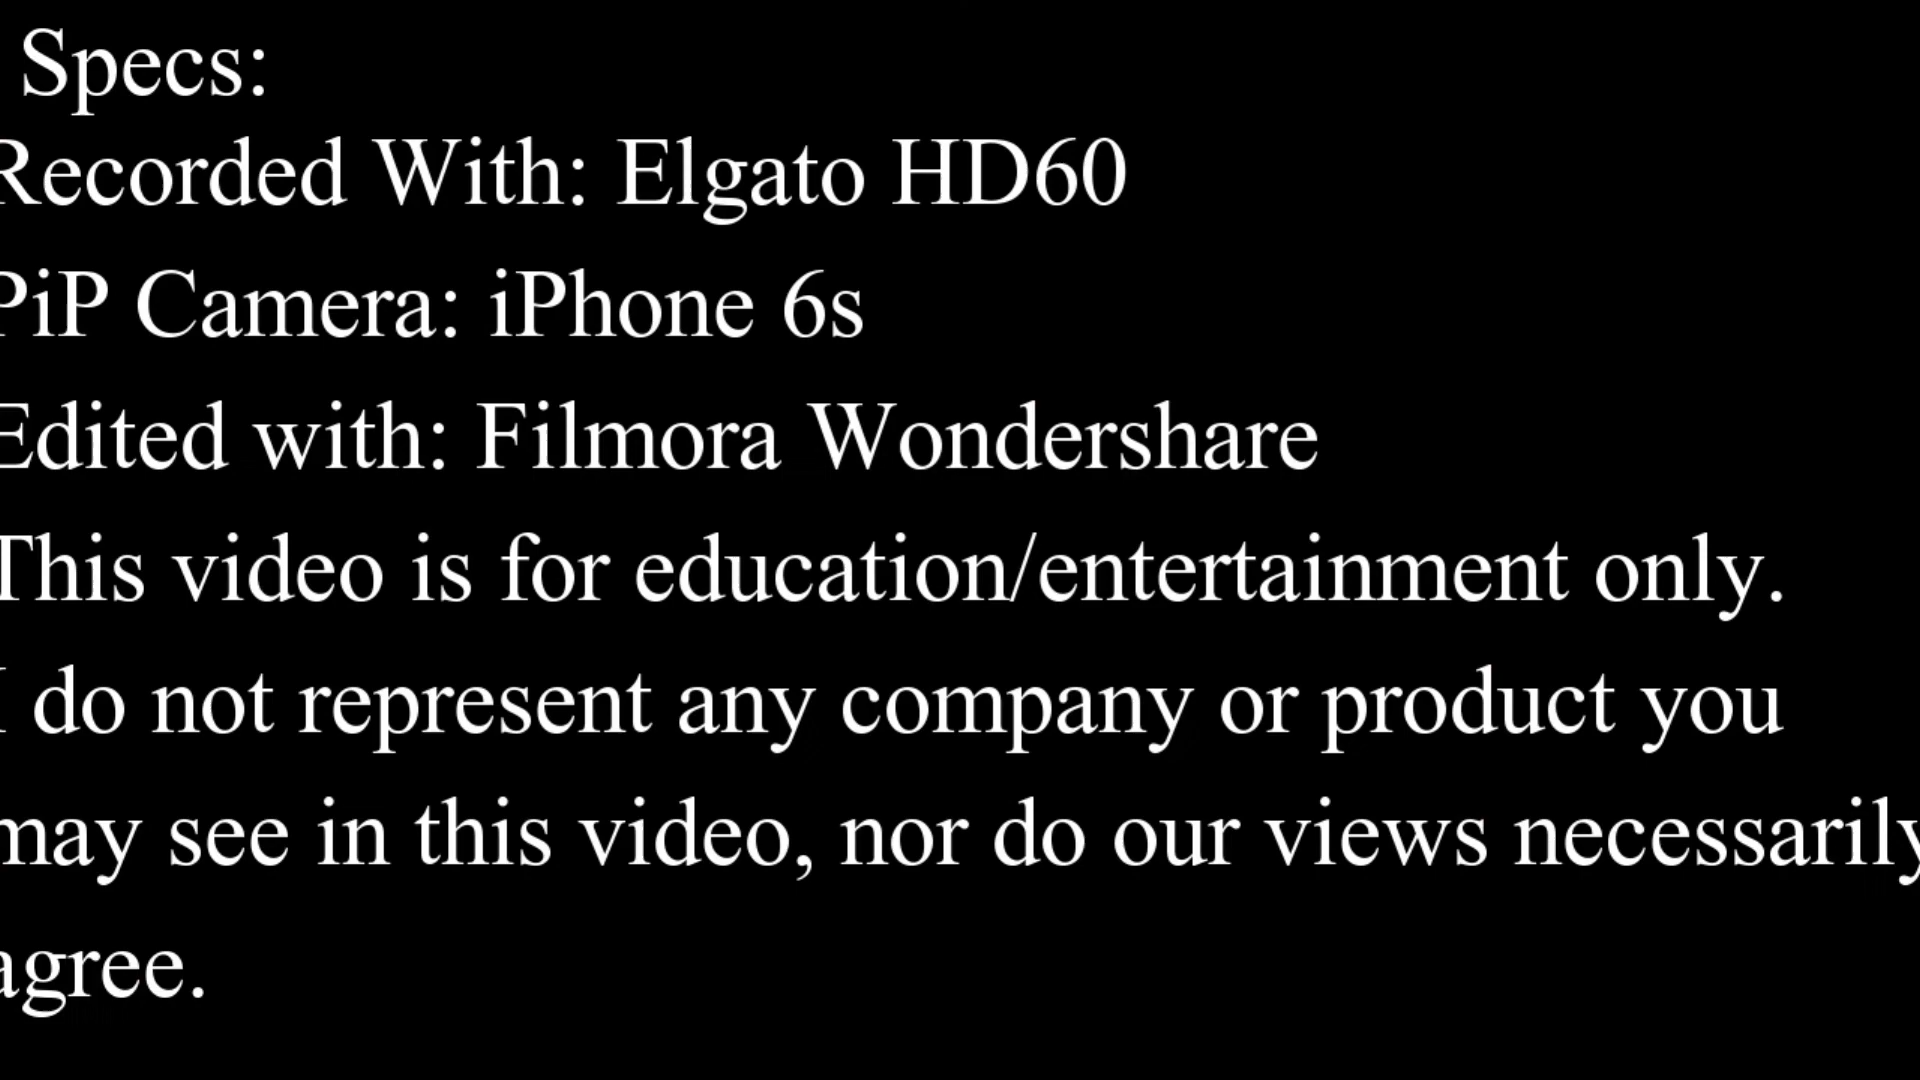 Specs:
Recorded With: Elgato HD60
PiP Camera: iPhone 6s
Edited with: Filmora Wondershare
This video is for education/entertainment only.
I do not represent any company or product you
may see in this video, nor do our views necessarily
agree.